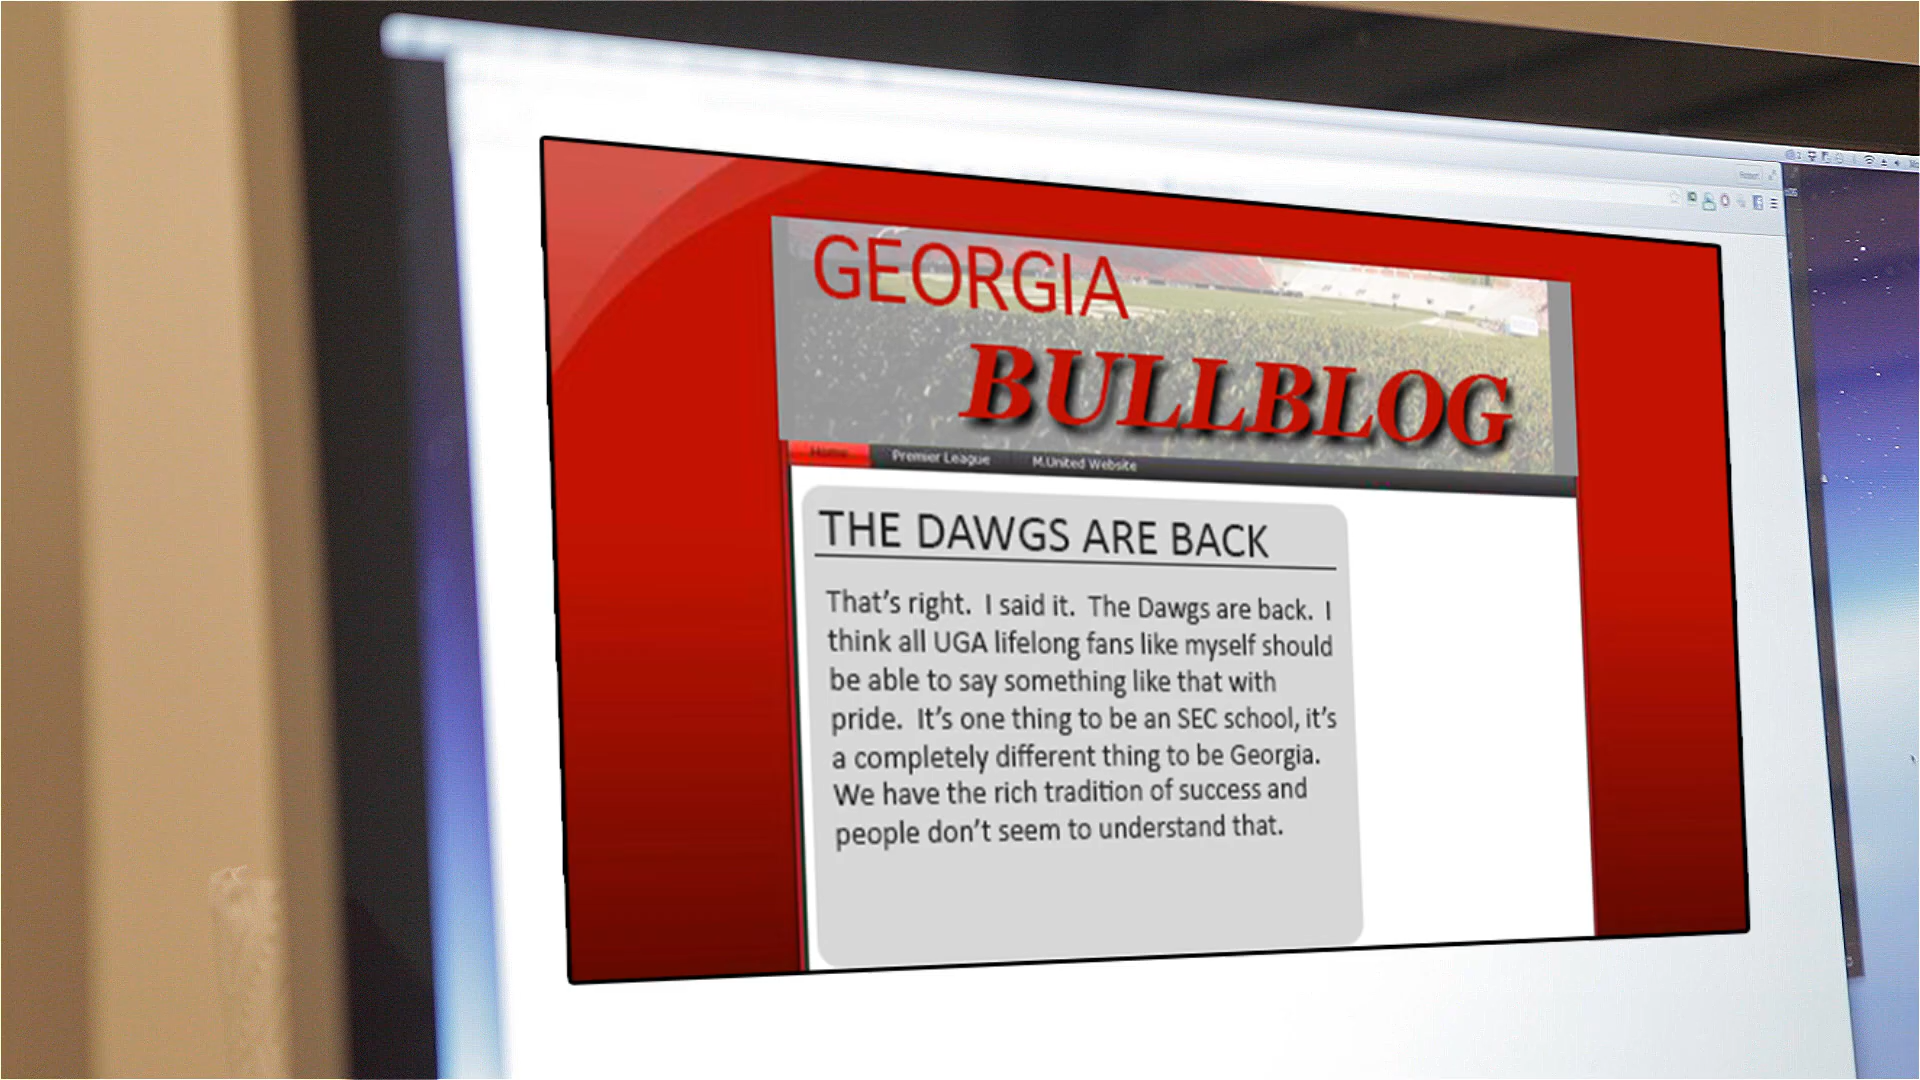 GEORGIA
BULLBLOG
Home Premier League M.United Website
THE DAWGS ARE BACK
That's right.  I said it.  The Dawgs are back.  I
think all UGA lifelong fans like myself should
be able to say something like that with
pride.  It's one thing to be an SEC school, it's
a completely different thing to be Georgia.
We have the rich tradition of success and
people don't seem to understand that.